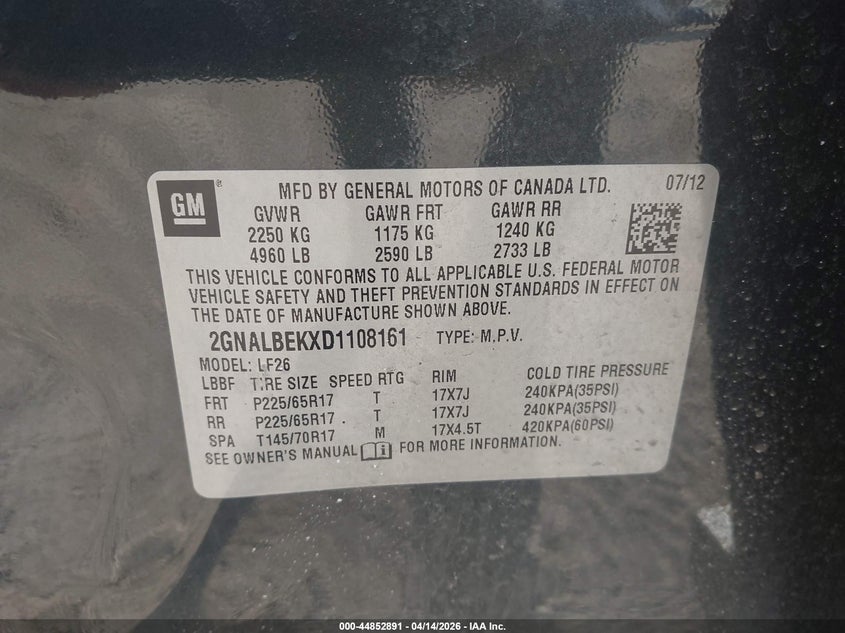 GM ®
MFD BY GENERAL MOTORS OF CANADA LTD. 07/12
GVWR GAWR FRT GAWR RR
2250 KG 1175 KG 1240 KG
4960 LB 2590 LB 2733 LB
THIS VEHICLE CONFORMS TO ALL APPLICABLE U.S. FEDERAL MOTOR
VEHICLE SAFETY AND THEFT PREVENTION STANDARDS IN EFFECT ON
THE DATE OF MANUFACTURE SHOWN ABOVE.
2GNALBEKXD1108161 TYPE: M.P.V.
MODEL: LF26
LBBF TIRE SIZE SPEED RTG RIM COLD TIRE PRESSURE
FRT P225/65R17 T 17X7J 240KPA(35PSI)
RR P225/65R17 T 17X7J 240KPA(35PSI)
SPA T145/70R17 M 17X4.5T 420KPA(60PSI)
SEE OWNER'S MANUAL FOR MORE INFORMATION.
000-44852891 - 04/14/2026 - IAA Inc.